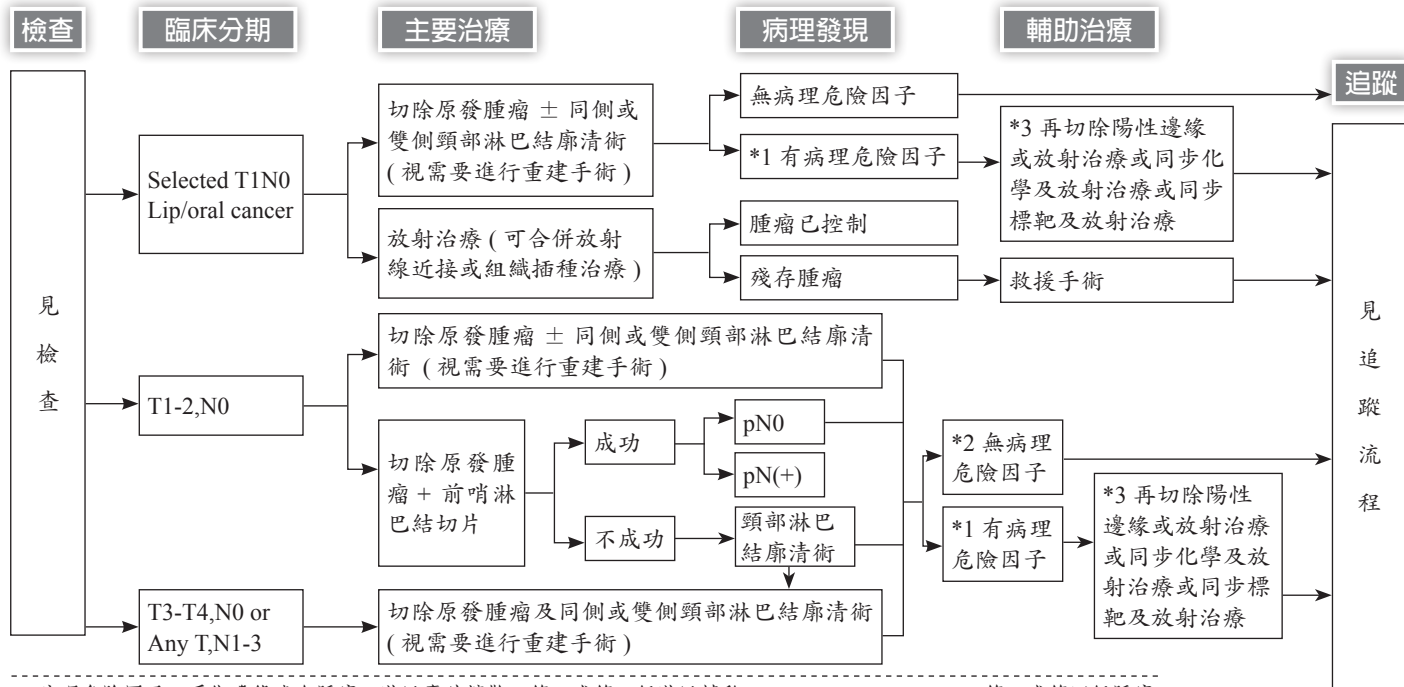 檢查
臨床分期
主要治療
病理發現
輔助治療
追蹤
見
檢
查
Selected T1N0
Lip/oral cancer
切除原發腫瘤 ± 同側或
雙側頸部淋巴結廓清術
(視需要進行重建手術)
無病理危險因子
*1 有病理危險因子
*3 再切除陽性邊緣
或放射治療或同步化
學及放射治療或同步
標靶及放射治療
放射治療(可合併放射
線近接或組織插種治療)
腫瘤已控制
殘存腫瘤
救援手術
T1-2,N0
切除原發腫瘤 ± 同側或雙側頸部淋巴結廓清
術 (視需要進行重建手術)
切除原發腫
瘤+前哨淋
巴結切片
成功
pN0
pN(+)
不成功
頸部淋巴
結廓清術
*2 無病理
危險因子
*1 有病理
危險因子
*3 再切除陽性
邊緣或放射治療
或同步化學及放
射治療或同步標
靶及放射治療
T3-T4,N0 or
Any T,N1-3
切除原發腫瘤及同側或雙側頸部淋巴結廓清術
(視需要進行重建手術)
見
追
蹤
流
程